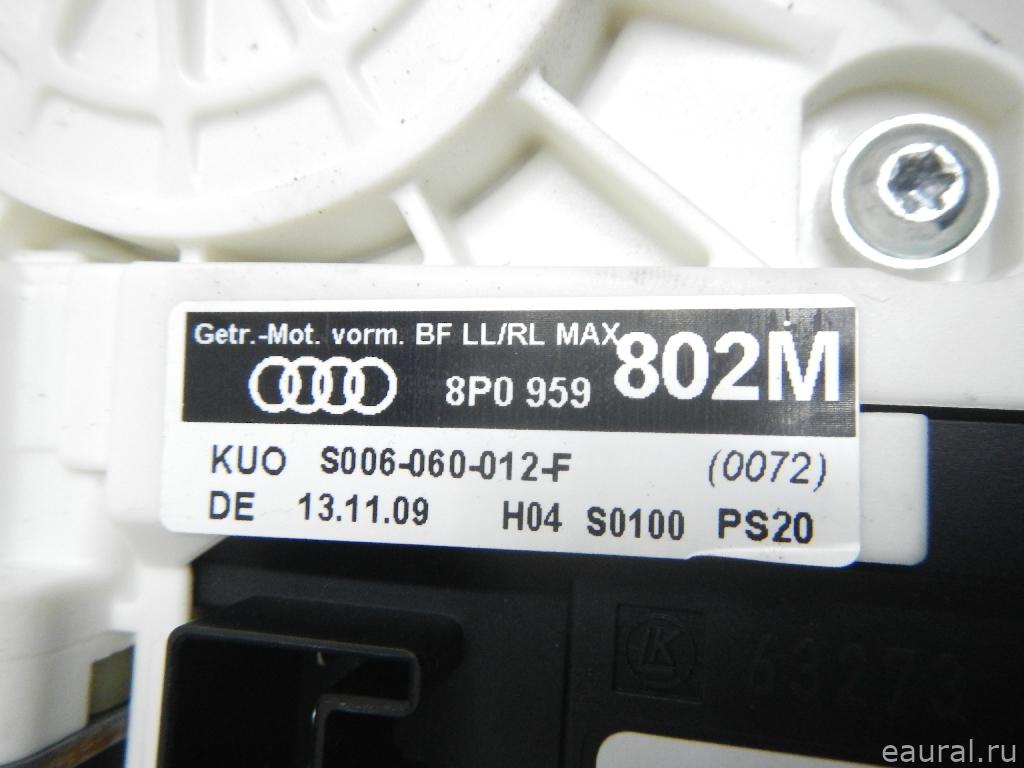 Getr.-Mot. vorm. BF LL/RL MAX
8P0 959 802M
KUO S006-060-012-F (0072)
DE 13.11.09 H04 S0100 PS20
LK 63273
eaural.ru